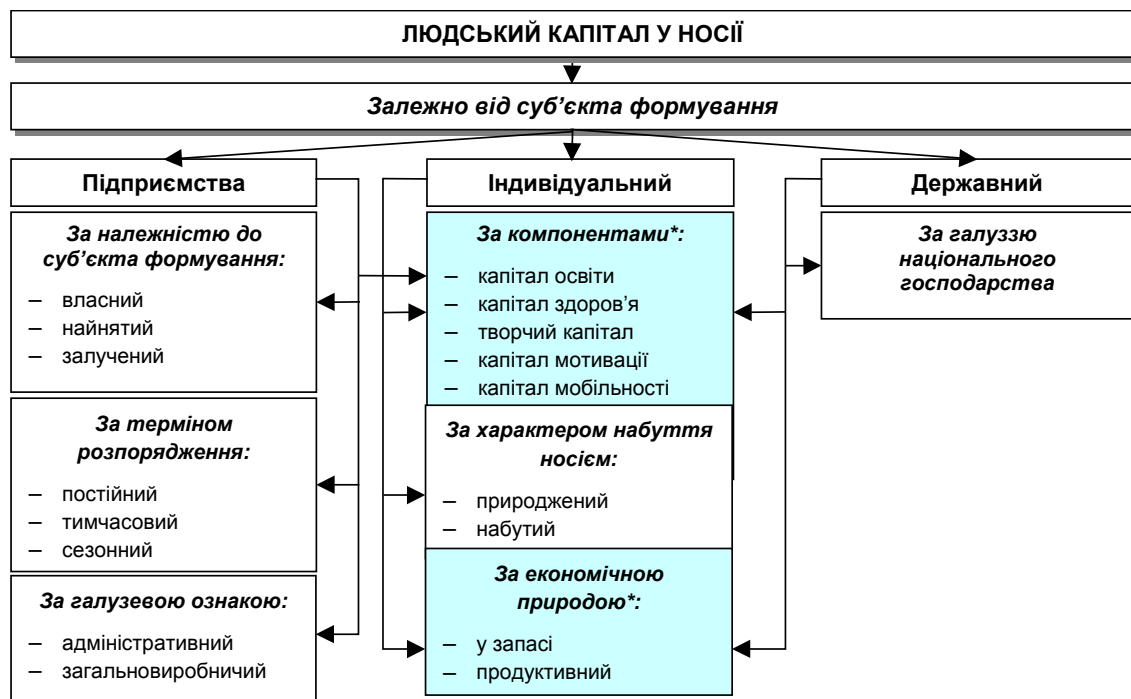 ЛЮДСЬКИЙ КАПІТАЛ У НОСІЇ
Залежно від суб’єкта формування
Підприємства
За належністю до
суб’єкта формування:
– власний
– найнятий
– залучений
За терміном
розпорядження:
– постійний
– тимчасовий
– сезонний
За галузевою ознакою:
– адміністративний
– загальновиробничий
Індивідуальний
За компонентами*:
– капітал освіти
– капітал здоров’я
– творчий капітал
– капітал мотивації
– капітал мобільності
За характером набуття
носієм:
– природжений
– набутий
За економічною
природою*:
– у запасі
– продуктивний
Державний
За галуззю
національного
господарства